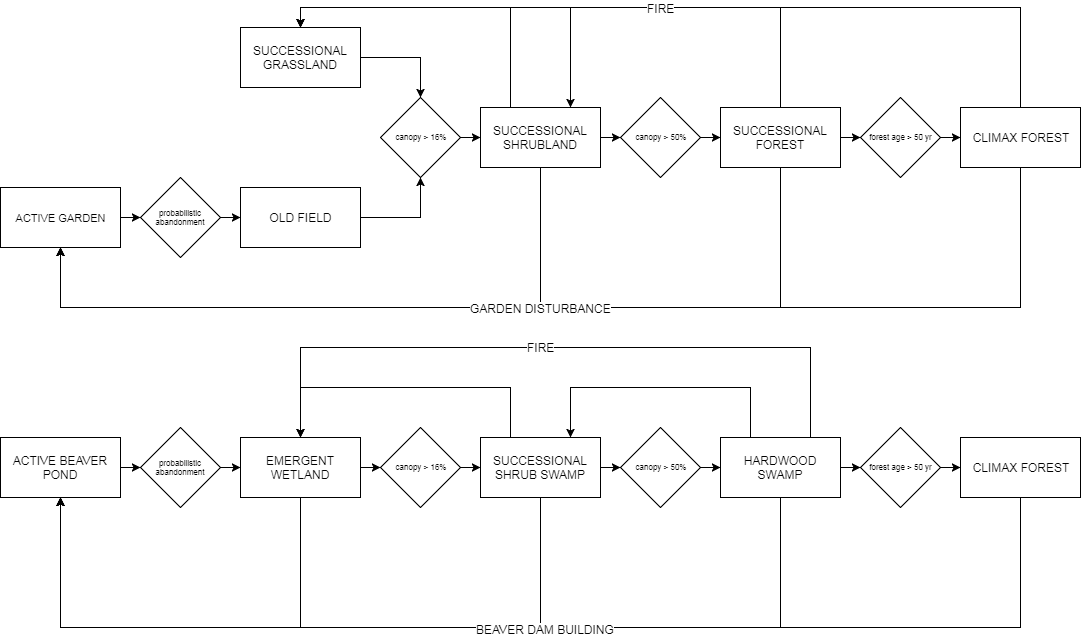 FIRE
SUCCESSIONAL
GRASSLAND
canopy > 16%
SUCCESSIONAL
SHRUBLAND
canopy > 50%
SUCCESSIONAL
FOREST
forest age > 50 yr
CLIMAX FOREST
ACTIVE GARDEN
probabilistic
abandonment
OLD FIELD
GARDEN DISTURBANCE
FIRE
ACTIVE BEAVER
POND
probabilistic
abandonment
EMERGENT
WETLAND
canopy > 16%
SUCCESSIONAL
SHRUB SWAMP
canopy > 50%
HARDWOOD
SWAMP
forest age > 50 yr
CLIMAX FOREST
BEAVER DAM BUILDING